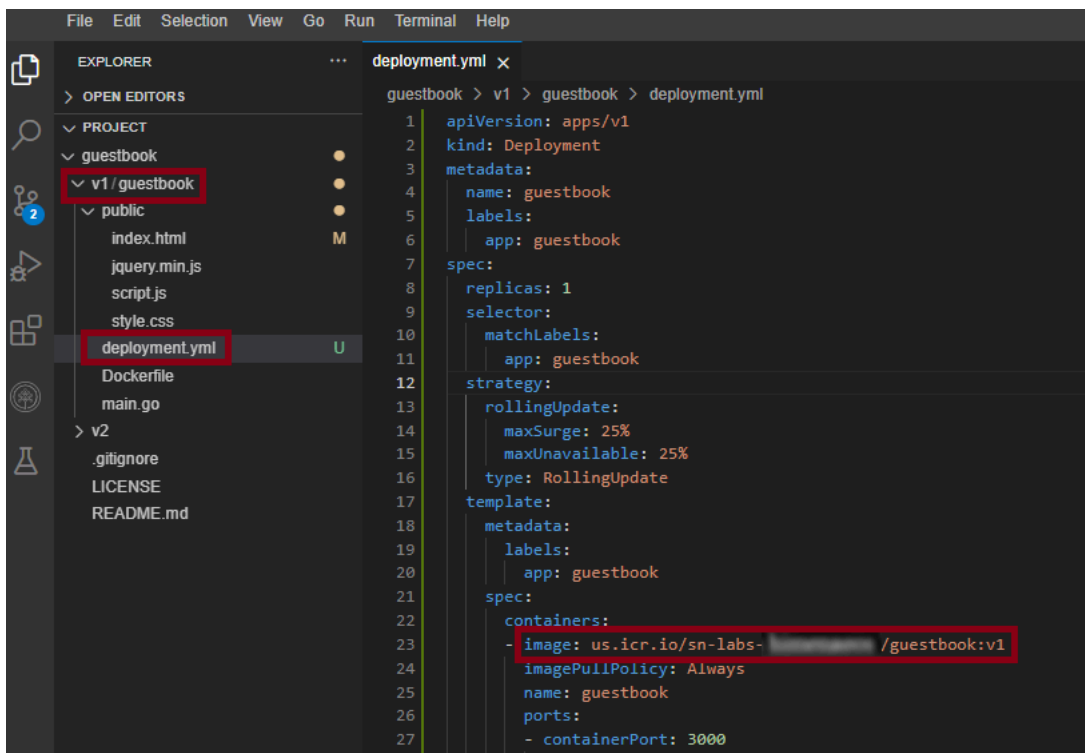 File Edit Selection View Go Run Terminal Help
EXPLORER ···
OPEN EDITORS
PROJECT
guestbook
v1/guestbook
public
index.html M
jquery.min.js
script.js
style.css
deployment.yml U
Dockerfile
main.go
v2
.gitignore
LICENSE
README.md
2
deployment.yml ×
guestbook > v1 > guestbook > deployment.yml
1 apiVersion: apps/v1
2 kind: Deployment
3 metadata:
4 name: guestbook
5 labels:
6 app: guestbook
7 spec:
8 replicas: 1
9 selector:
10 matchLabels:
11 app: guestbook
12 strategy:
13 rollingUpdate:
14 maxSurge: 25%
15 maxUnavailable: 25%
16 type: RollingUpdate
17 template:
18 metadata:
19 labels:
20 app: guestbook
21 spec:
22 containers:
23 - image: us.icr.io/sn-labs- /guestbook:v1
24 imagePullPolicy: Always
25 name: guestbook
26 ports:
27 - containerPort: 3000